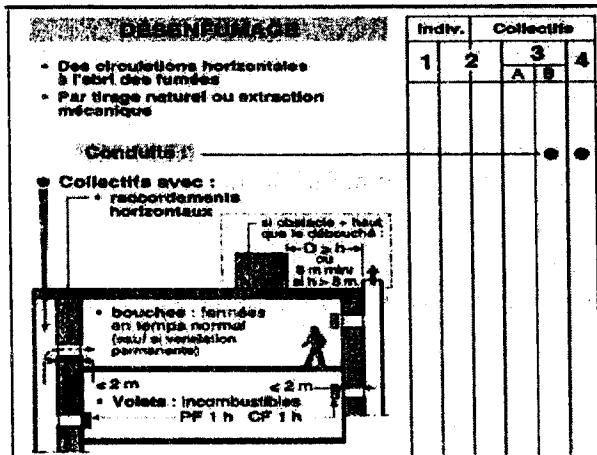 DESENFUMAGE
• Des circulations horizontales
à l'abri des fumées
• Par tirage naturel ou extraction
mécanique
Indiv. Collectifs
1 2 3 4
A B
Conduits :
Collectifs avec :
• raccordements
horizontaux
si obstacle + haut
que le débouché :
D ≥ h
ou
8 m mini
si h > 8 m
• bouches : fermées
en temps normal
(sauf si ventilation
permanente)
< 2 m
< 2 m
• Volets : incombustibles
PF 1 h CF 1 h